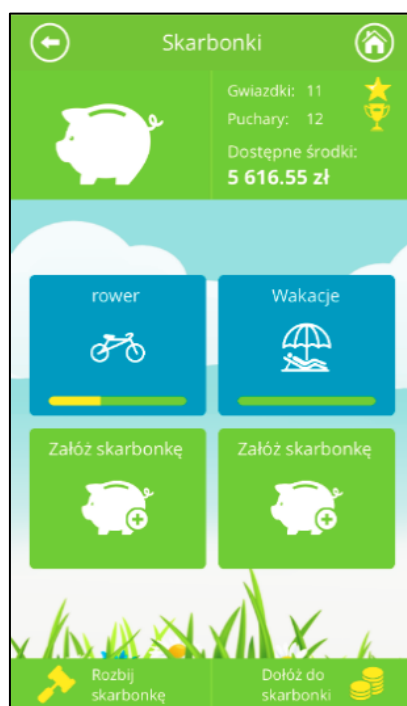 Skarbonki
Gwiazdki: 11
Puchary: 12
Dostępne środki:
5 616.55 zł
rower
Wakacje
Załóż skarbonkę
Załóż skarbonkę
Rozbij
skarbonkę
Dołóż do
skarbonki